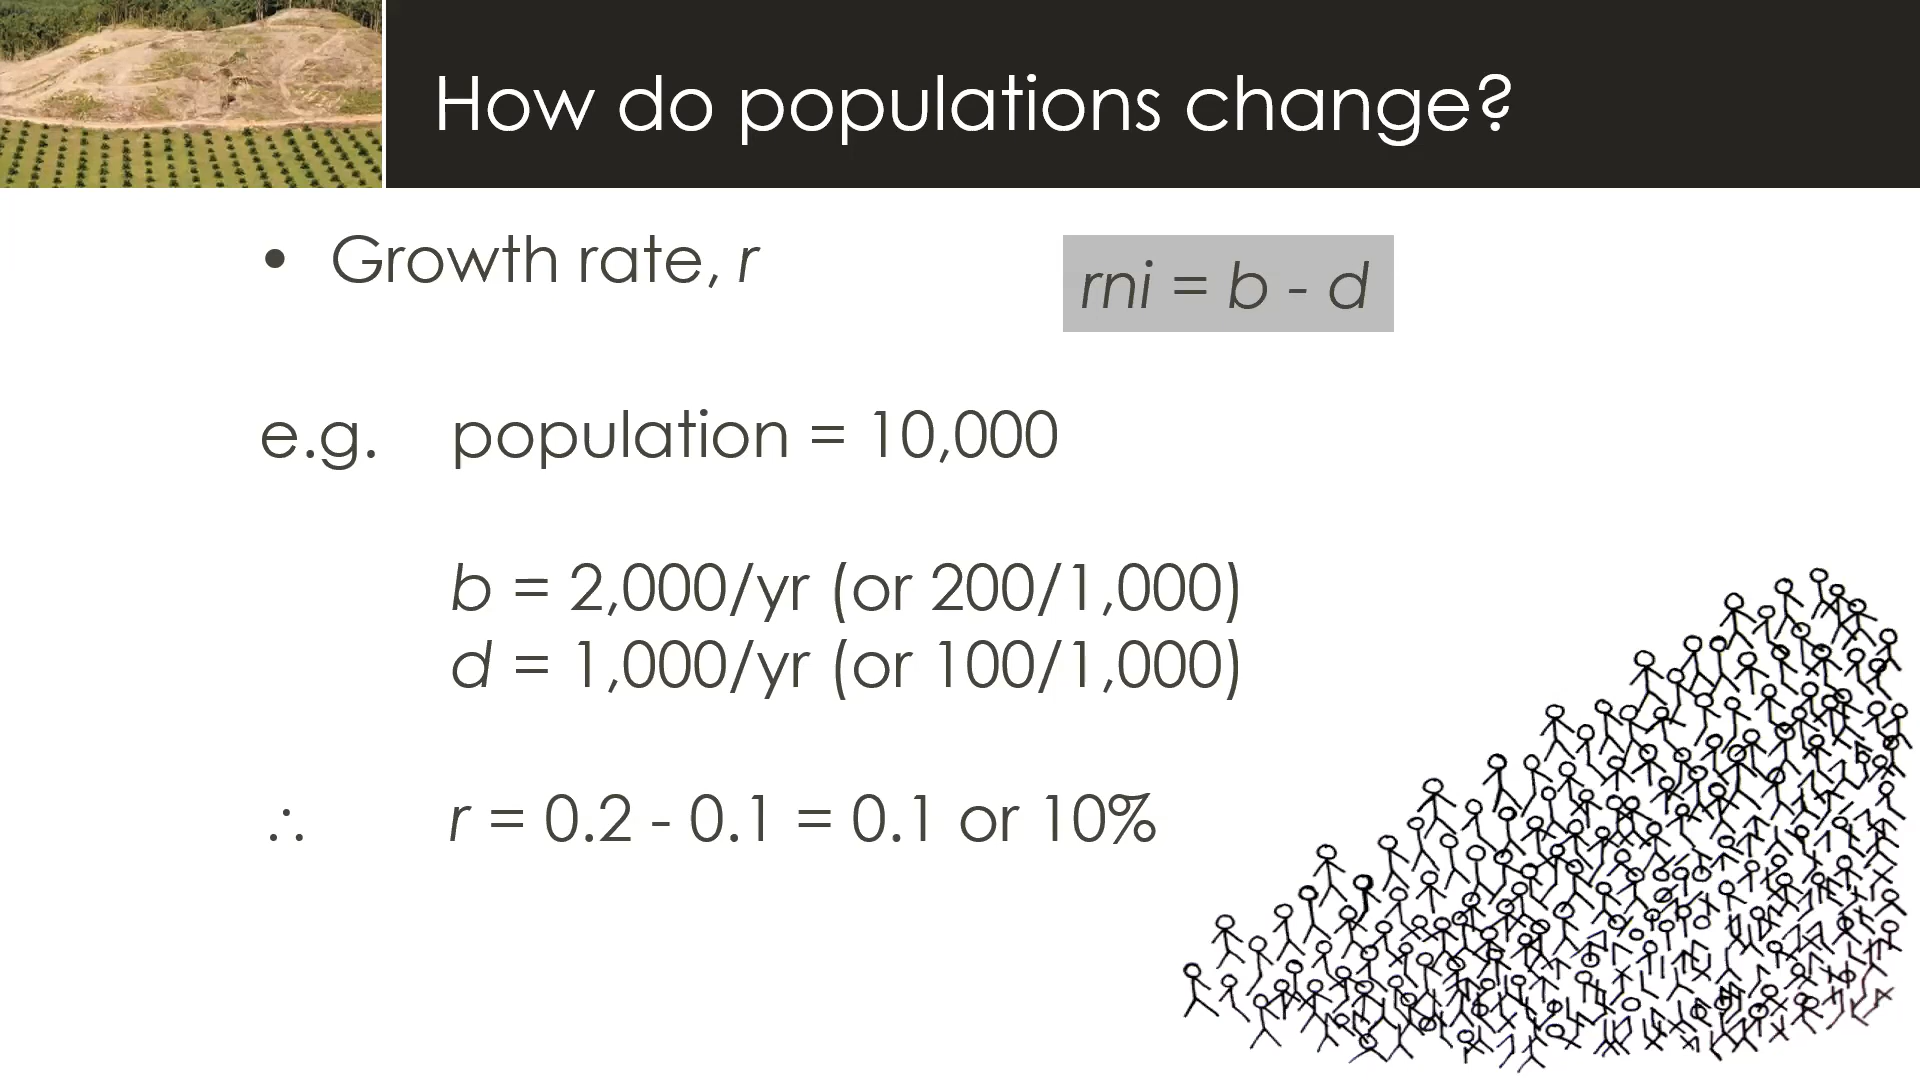 How do populations change?
• Growth rate, r
rni = b - d
e.g. population = 10,000
b = 2,000/yr (or 200/1,000)
d = 1,000/yr (or 100/1,000)
∴ r = 0.2 - 0.1 = 0.1 or 10%